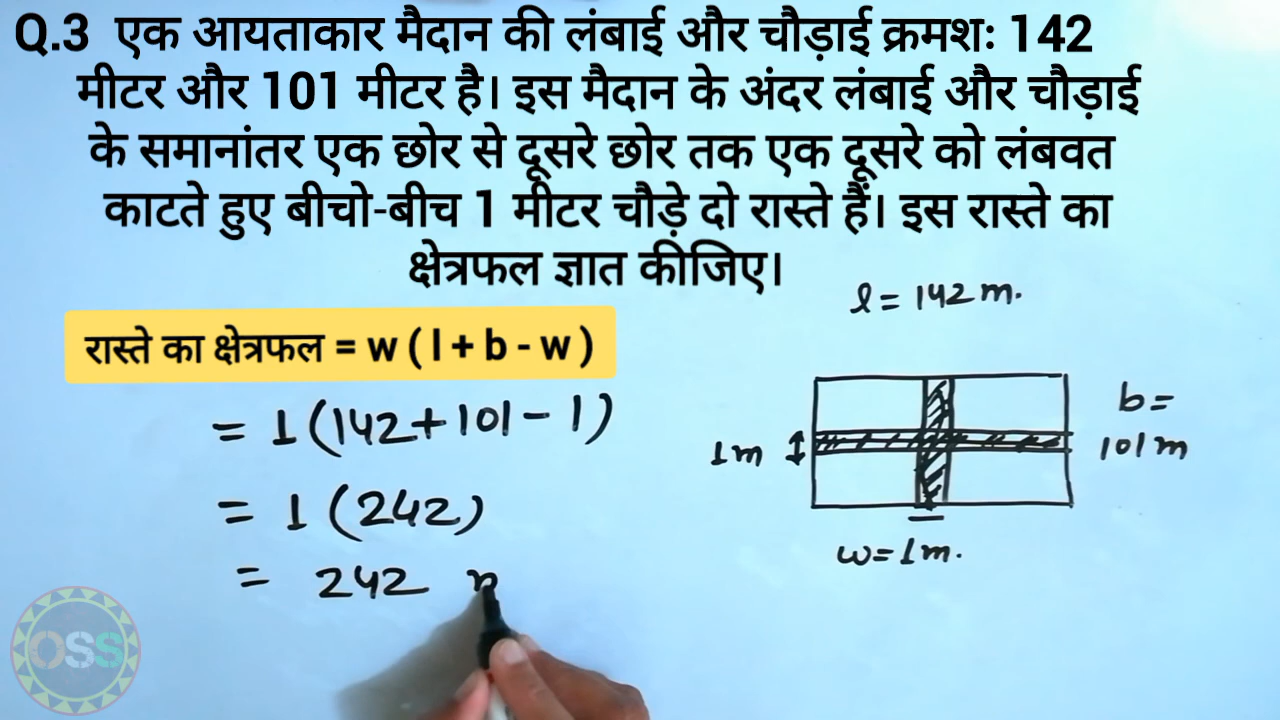 Q.3 एक आयताकार मैदान की लंबाई और चौड़ाई क्रमशः 142
मीटर और 101 मीटर है। इस मैदान के अंदर लंबाई और चौड़ाई
के समानांतर एक छोर से दूसरे छोर तक एक दूसरे को लंबवत
काटते हुए बीचो-बीच 1 मीटर चौड़े दो रास्ते हैं। इस रास्ते का
क्षेत्रफल ज्ञात कीजिए।
l = 142 m.
रास्ते का क्षेत्रफल = w ( l + b - w )
= 1(142+101-1)
= 1 (242)
= 242
b =
101 m
1m
w = 1m.
OSS